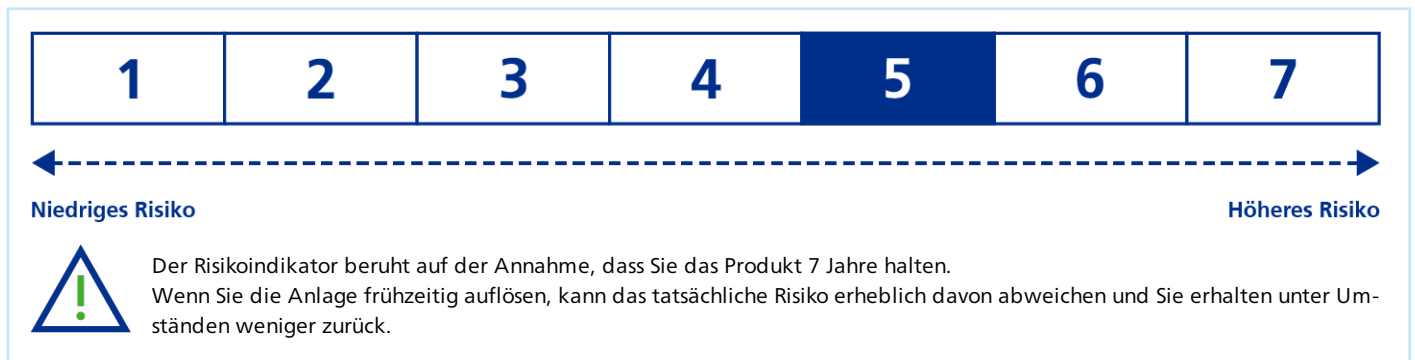 1 2 3 4 5 6 7
Niedriges Risiko Höheres Risiko
Der Risikoindikator beruht auf der Annahme, dass Sie das Produkt 7 Jahre halten.
Wenn Sie die Anlage frühzeitig auflösen, kann das tatsächliche Risiko erheblich davon abweichen und Sie erhalten unter Um-
ständen weniger zurück.